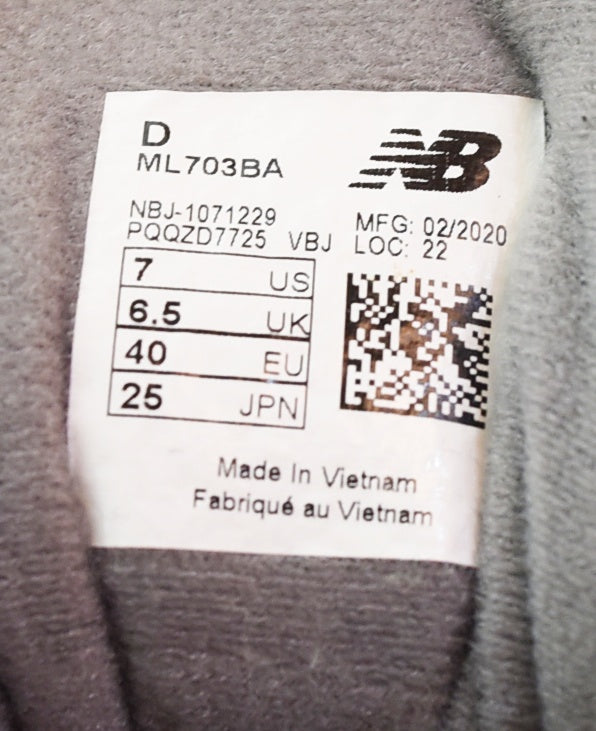 D
ML703BA
NB
NBJ-1071229
PQQZD7725 VBJ
MFG: 02/2020
LOC: 22
7 US
6.5 UK
40 EU
25 JPN
Made In Vietnam
Fabriqué au Vietnam